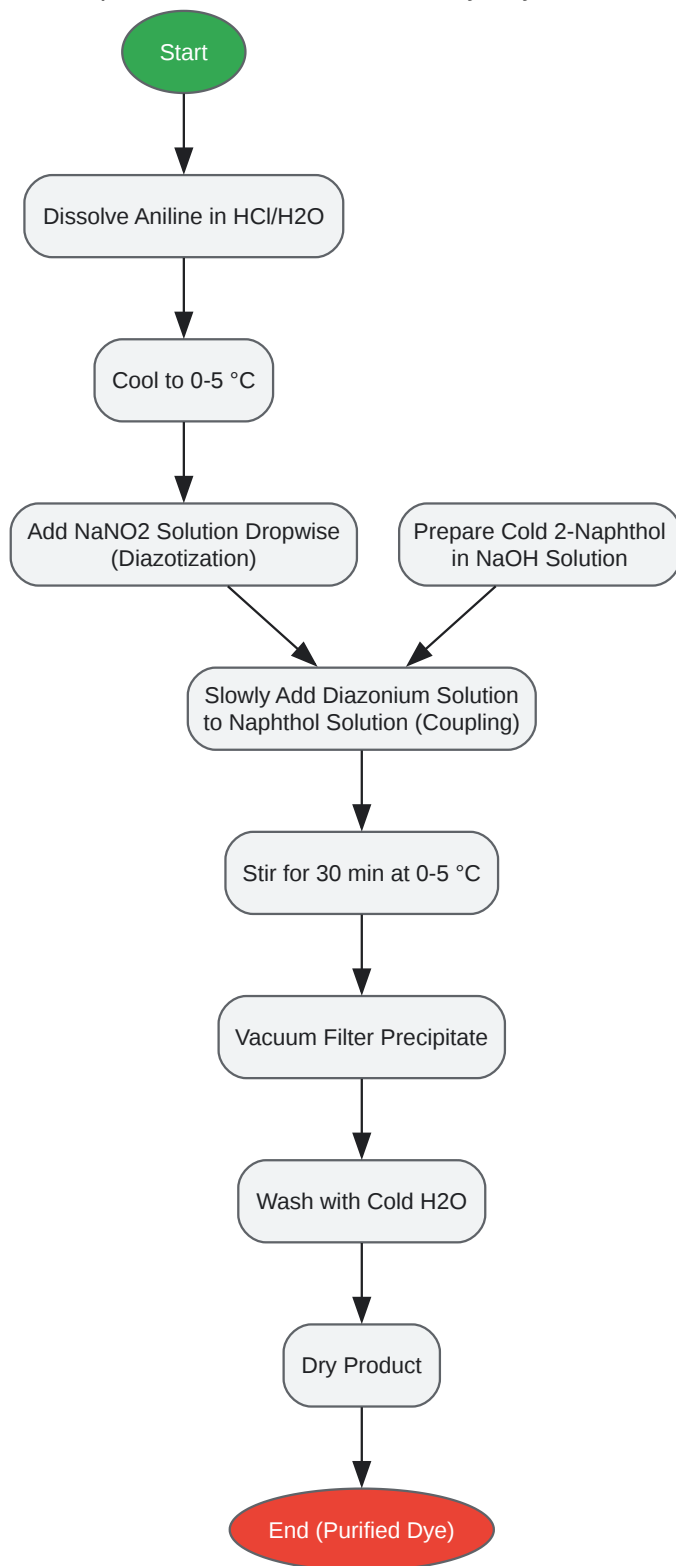 Start
Dissolve Aniline in HCl/H2O
Cool to 0-5 °C
Add NaNO2 Solution Dropwise
(Diazotization)
Prepare Cold 2-Naphthol
in NaOH Solution
Slowly Add Diazonium Solution
to Naphthol Solution (Coupling)
Stir for 30 min at 0-5 °C
Vacuum Filter Precipitate
Wash with Cold H2O
Dry Product
End (Purified Dye)